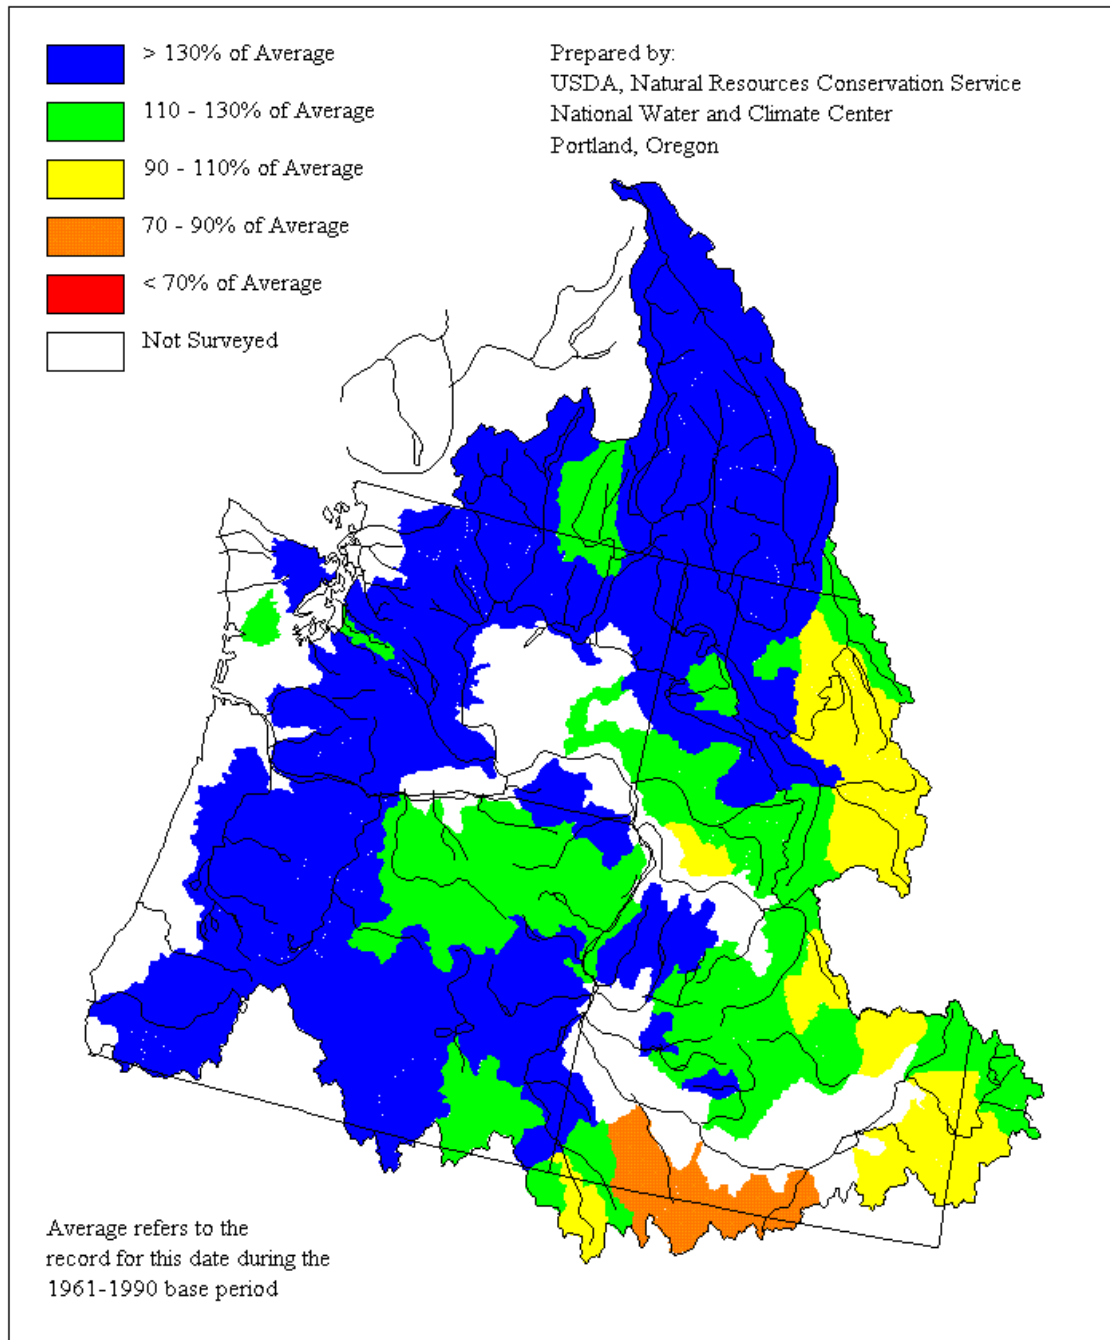 > 130% of Average
110 - 130% of Average
90 - 110% of Average
70 - 90% of Average
< 70% of Average
Not Surveyed
Prepared by:
USDA, Natural Resources Conservation Service
National Water and Climate Center
Portland, Oregon
Average refers to the
record for this date during the
1961-1990 base period